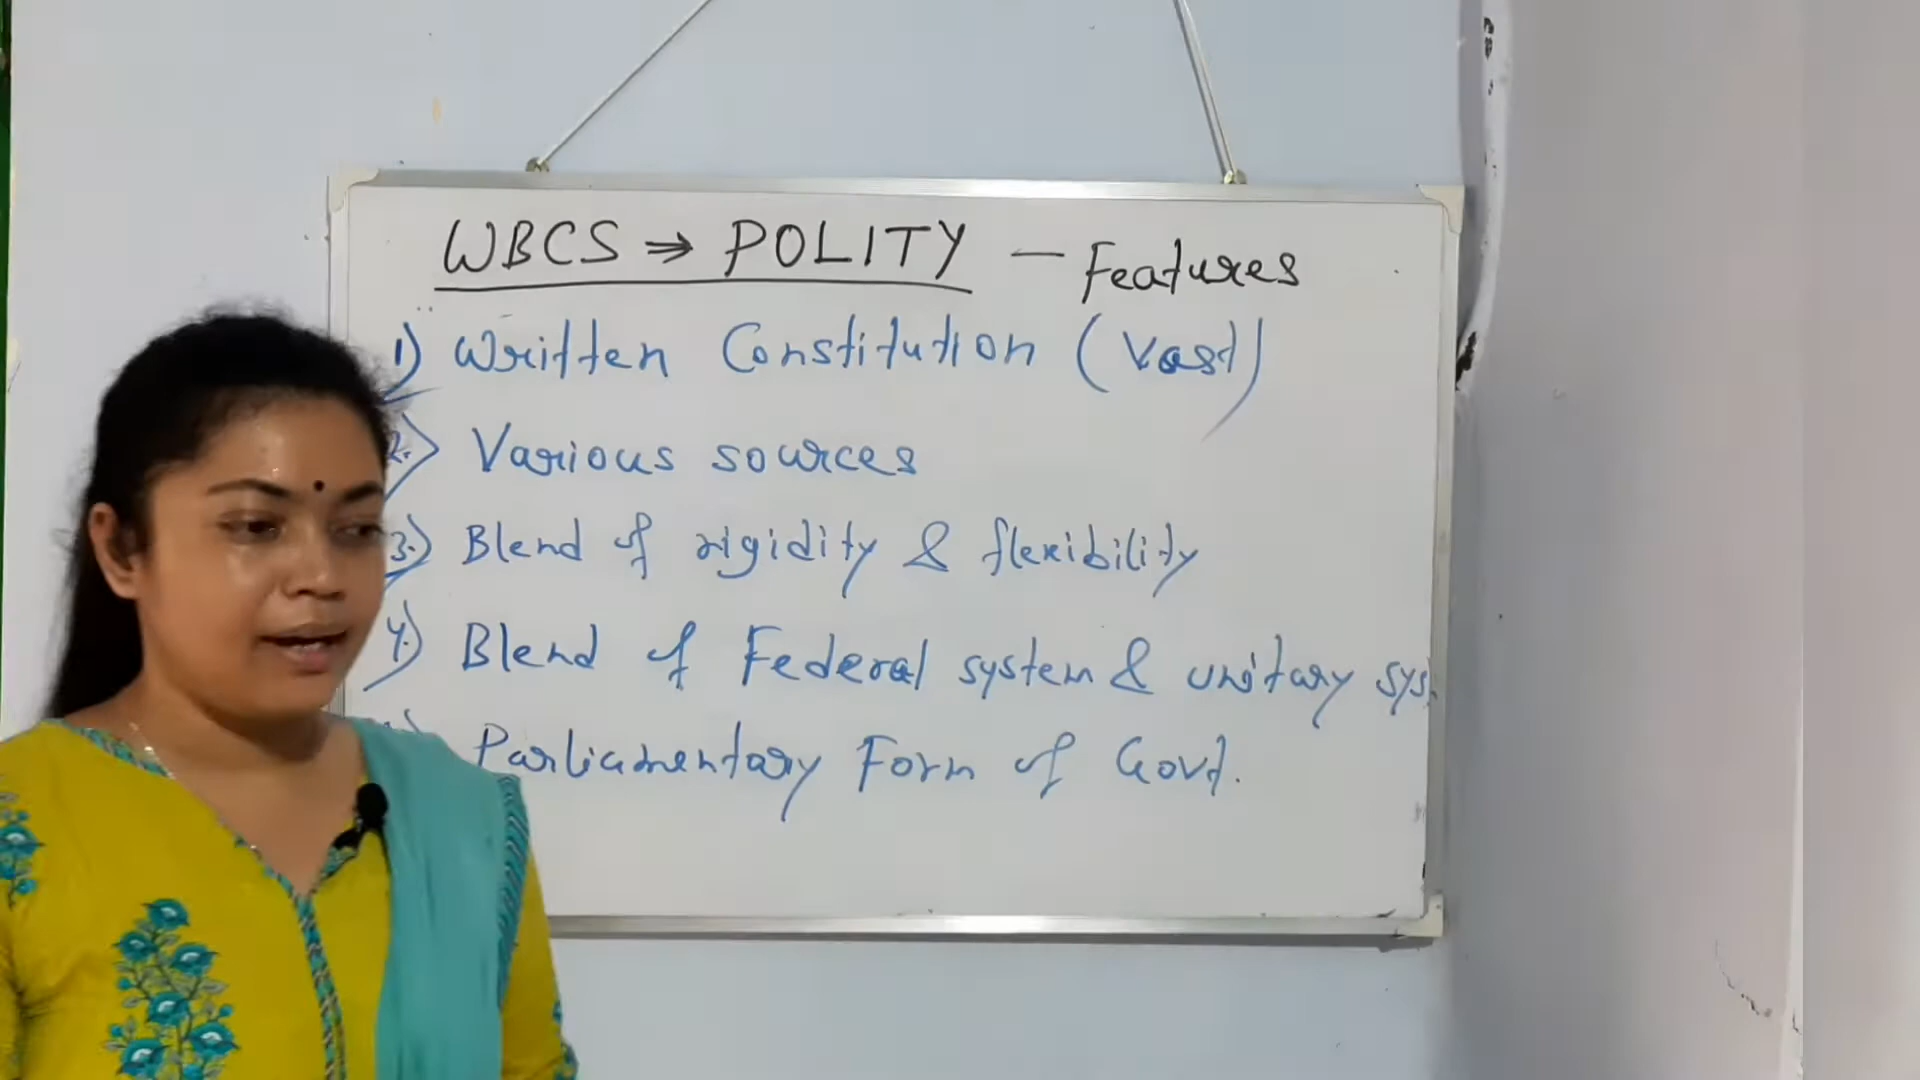 WBCS ⇒ POLITY — Features
1) Written Constitution (Vast)
2.) Various sources
3.) Blend of rigidity & flexibility
4.) Blend of Federal system & unitary sys.
Parliamentary Form of Govt.